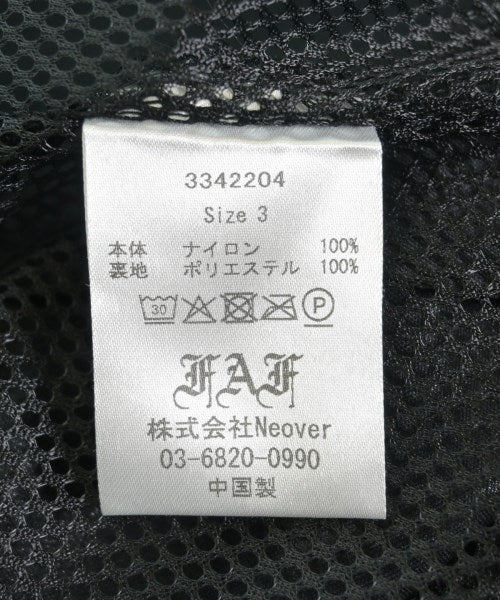 3342204
Size 3
本体 ナイロン 100%
裏地 ポリエステル 100%
30 P
FAF
株式会社Neover
03-6820-0990
中国製